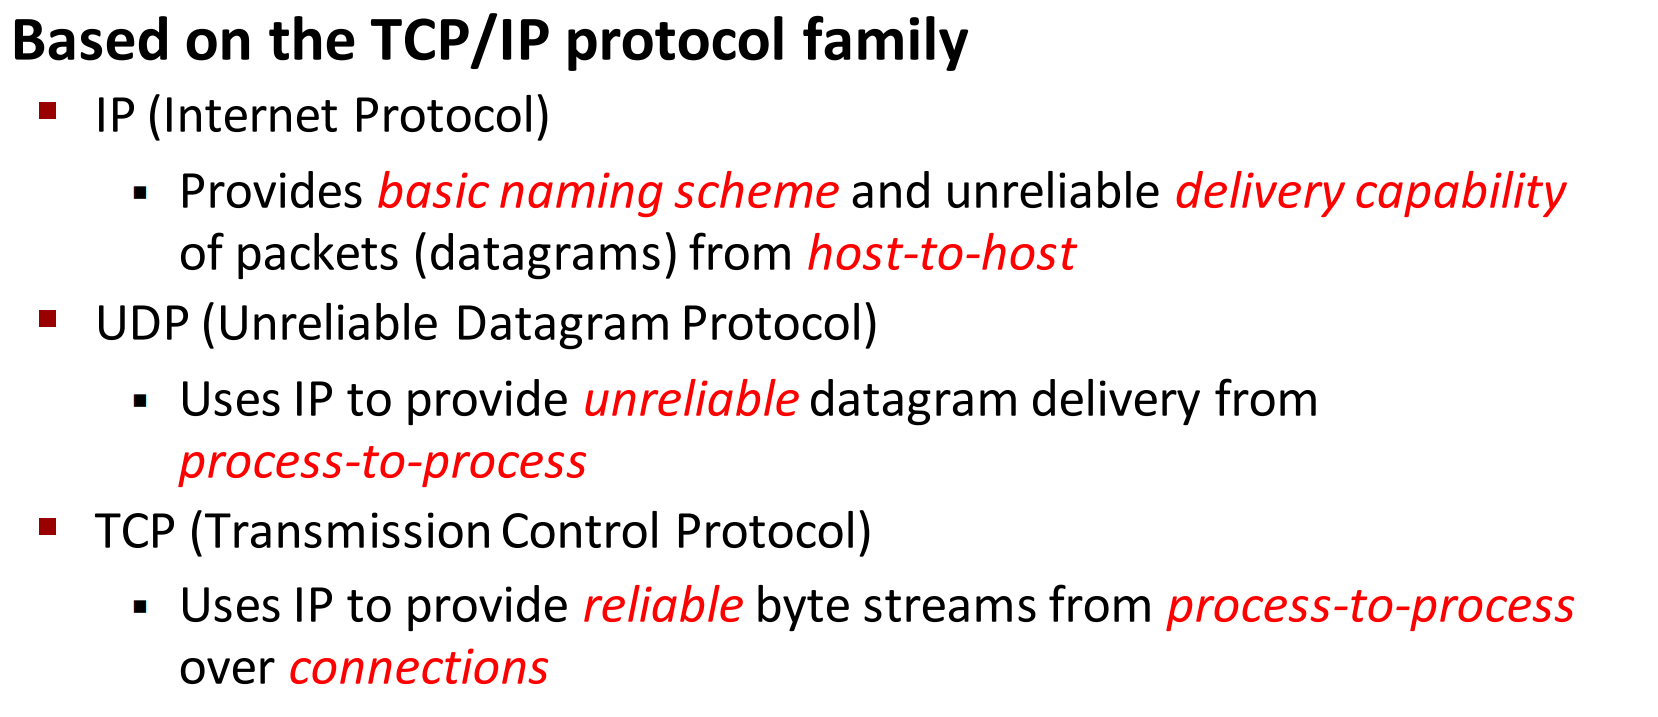 Based on the TCP/IP protocol family
▪ IP (Internet Protocol)
▪ Provides basic naming scheme and unreliable delivery capability
of packets (datagrams) from host-to-host
▪ UDP (Unreliable Datagram Protocol)
▪ Uses IP to provide unreliable datagram delivery from
process-to-process
▪ TCP (Transmission Control Protocol)
▪ Uses IP to provide reliable byte streams from process-to-process
over connections